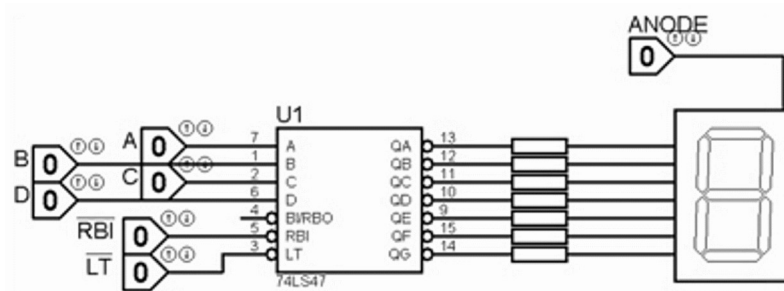 ANODE
0
U1
A 0 7 A QA 13
B 0 1 B QB 12
C 0 2 C QC 11
D 0 6 D QD 10
4 BI/RBO QE 9
RBI 0 5 RBI QF 15
LT 0 3 LT QG 14
74LS47